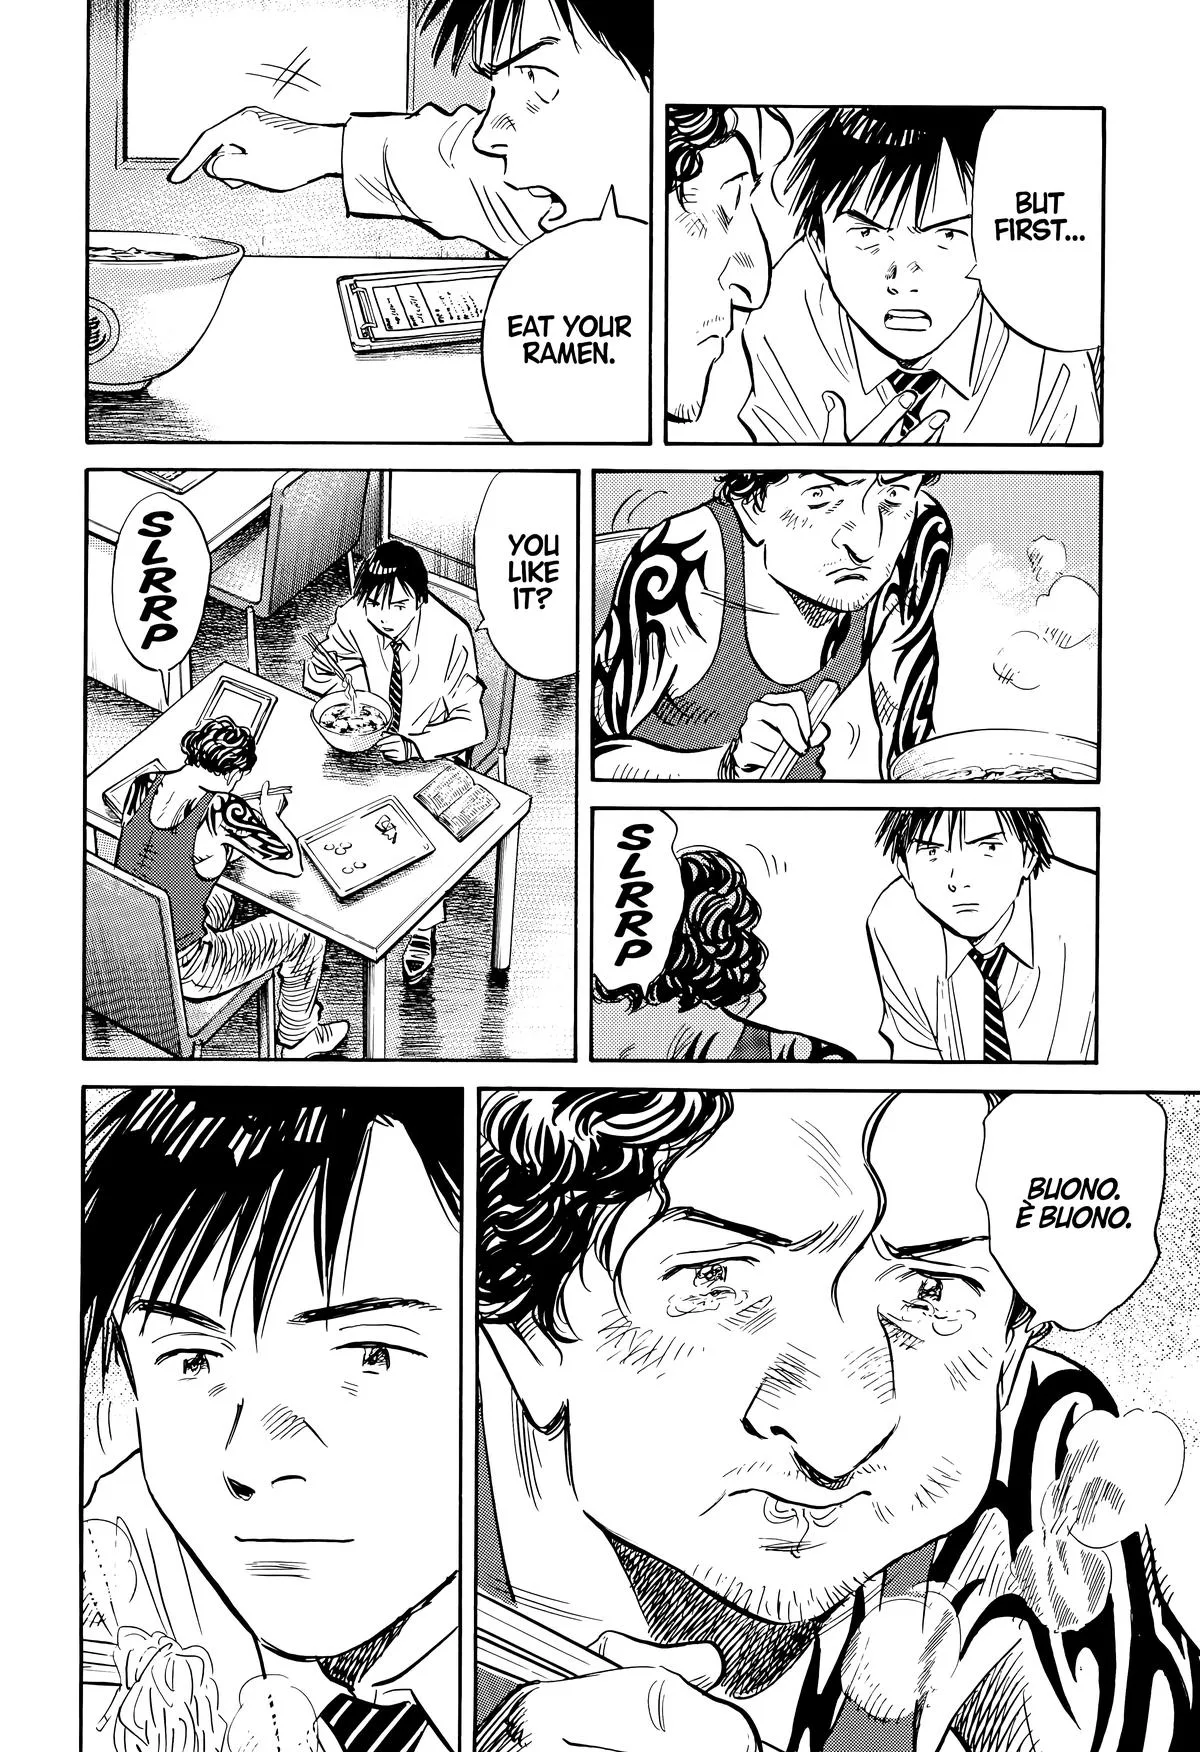 BUT
FIRST...
EAT YOUR
RAMEN.
SLRRP
YOU
LIKE
IT?
SLRRP
BUONO.
È BUONO.